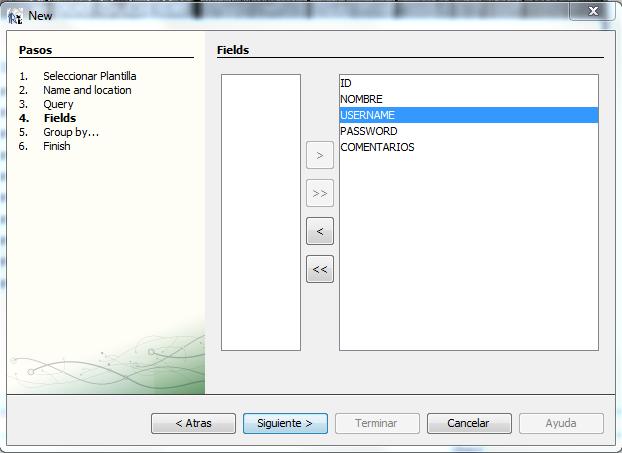 New
Pasos
1. Seleccionar Plantilla
2. Name and location
3. Query
4. Fields
5. Group by...
6. Finish
Fields
ID
NOMBRE
USERNAME
PASSWORD
COMENTARIOS
>
>>
<
<<
< Atras
Siguiente >
Terminar
Cancelar
Ayuda